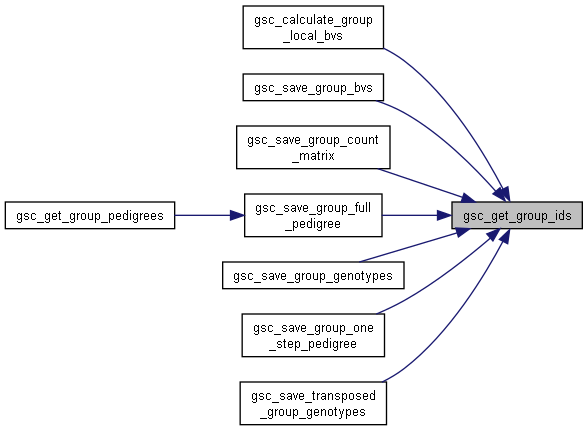 gsc_calculate_group
_local_bvs
gsc_save_group_bvs
gsc_save_group_count
_matrix
gsc_get_group_pedigrees
gsc_save_group_full
_pedigree
gsc_get_group_ids
gsc_save_group_genotypes
gsc_save_group_one
_step_pedigree
gsc_save_transposed
_group_genotypes